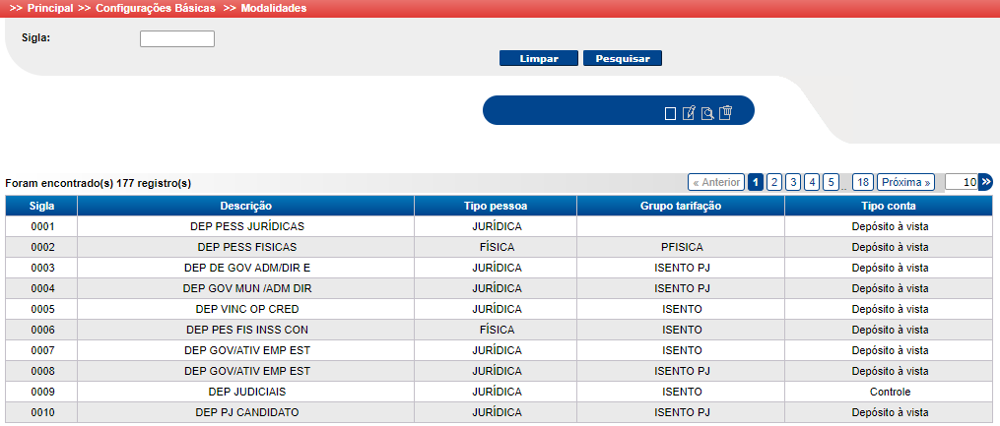 >> Principal >> Configurações Básicas >> Modalidades
Sigla:
Limpar Pesquisar
Foram encontrado(s) 177 registro(s) « Anterior 1 2 3 4 5 .. 18 Próxima » 10 »
Sigla Descrição Tipo pessoa Grupo tarifação Tipo conta
0001 DEP PESS JURÍDICAS JURÍDICA Depósito à vista
0002 DEP PESS FISICAS FÍSICA PFISICA Depósito à vista
0003 DEP DE GOV ADM/DIR E JURÍDICA ISENTO PJ Depósito à vista
0004 DEP GOV MUN /ADM DIR JURÍDICA ISENTO PJ Depósito à vista
0005 DEP VINC OP CRED JURÍDICA ISENTO Depósito à vista
0006 DEP PES FIS INSS CON FÍSICA ISENTO Depósito à vista
0007 DEP GOV/ATIV EMP EST JURÍDICA ISENTO Depósito à vista
0008 DEP GOV/ATIV EMP EST JURÍDICA ISENTO PJ Depósito à vista
0009 DEP JUDICIAIS JURÍDICA ISENTO Controle
0010 DEP PJ CANDIDATO JURÍDICA ISENTO PJ Depósito à vista